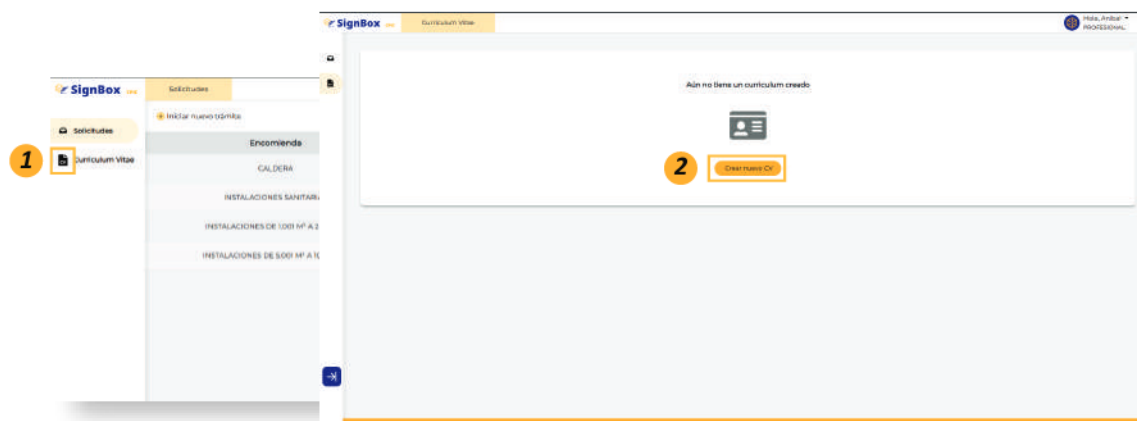 SignBox
Curriculum Vitae
Hola, Anibal
PROFESIONAL
Aún no tiene un curriculum creado
2
Crear nuevo CV
SignBox
Solicitudes
Iniciar nuevo trámite
Solicitudes
1
Curriculum Vitae
Encomienda
CALDERA
INSTALACIONES SANITARI
INSTALACIONES DE 1.001 M² A 2
INSTALACIONES DE 5.001 M² A 10